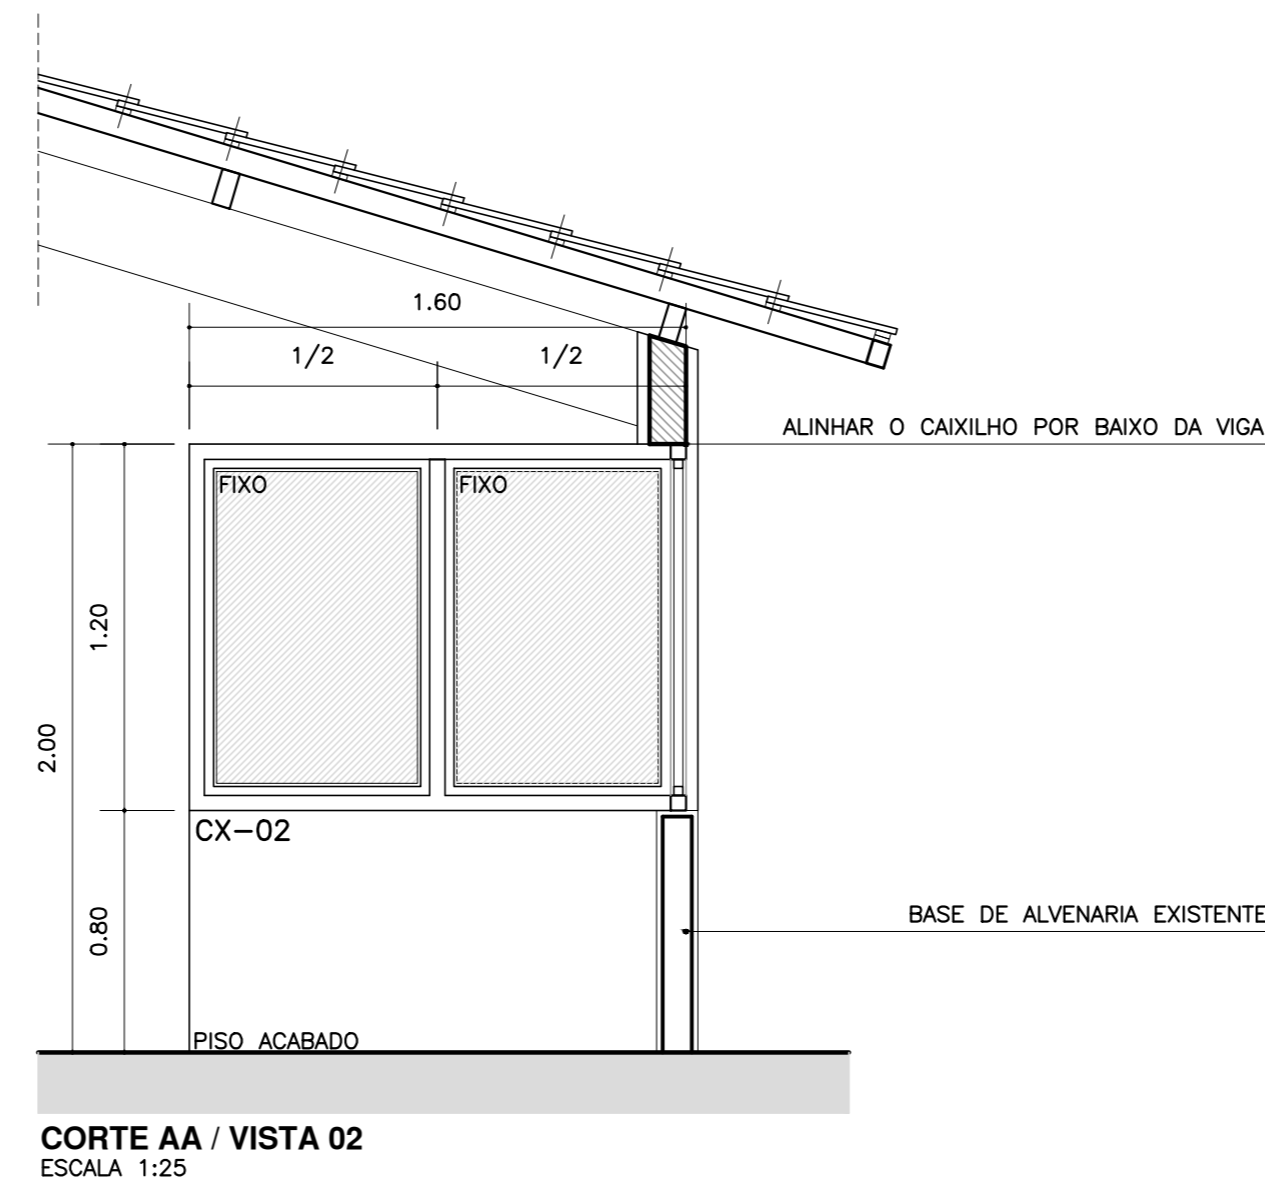 1.60
1/2 1/2
ALINHAR O CAIXILHO POR BAIXO DA VIGA
FIXO FIXO
1.20
2.00
CX-02
0.80
BASE DE ALVENARIA EXISTENTE
PISO ACABADO
CORTE AA / VISTA 02
ESCALA 1:25